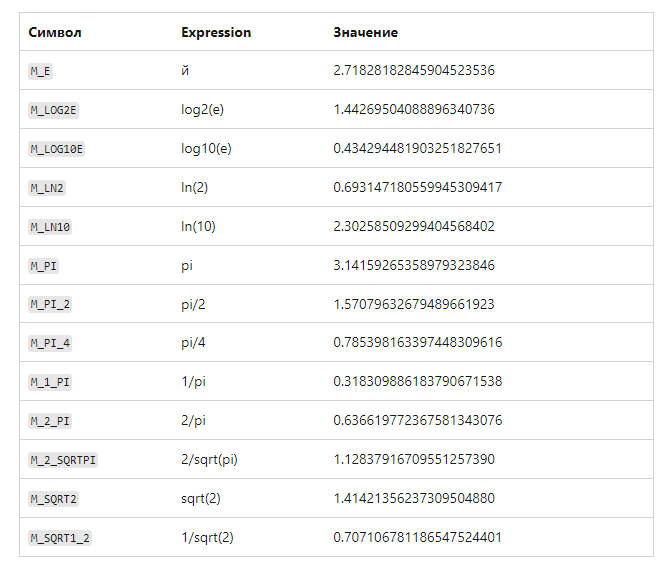 Символ Expression Значение
M_E й 2.71828182845904523536
M_LOG2E log2(e) 1.44269504088896340736
M_LOG10E log10(e) 0.434294481903251827651
M_LN2 ln(2) 0.693147180559945309417
M_LN10 ln(10) 2.30258509299404568402
M_PI pi 3.14159265358979323846
M_PI_2 pi/2 1.57079632679489661923
M_PI_4 pi/4 0.785398163397448309616
M_1_PI 1/pi 0.318309886183790671538
M_2_PI 2/pi 0.636619772367581343076
M_2_SQRTPI 2/sqrt(pi) 1.12837916709551257390
M_SQRT2 sqrt(2) 1.41421356237309504880
M_SQRT1_2 1/sqrt(2) 0.707106781186547524401